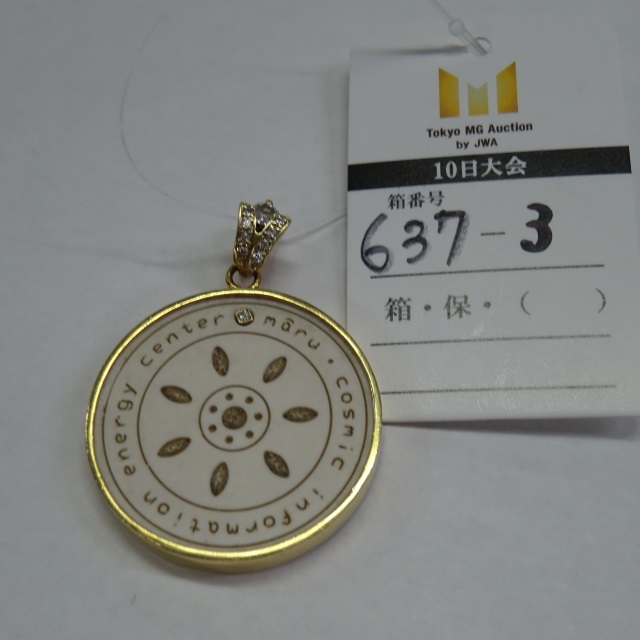 Tokyo MG Auction
by JWA
10日大会
箱番号
637-3
箱・保・（　　）
māru・cosmic information energy center